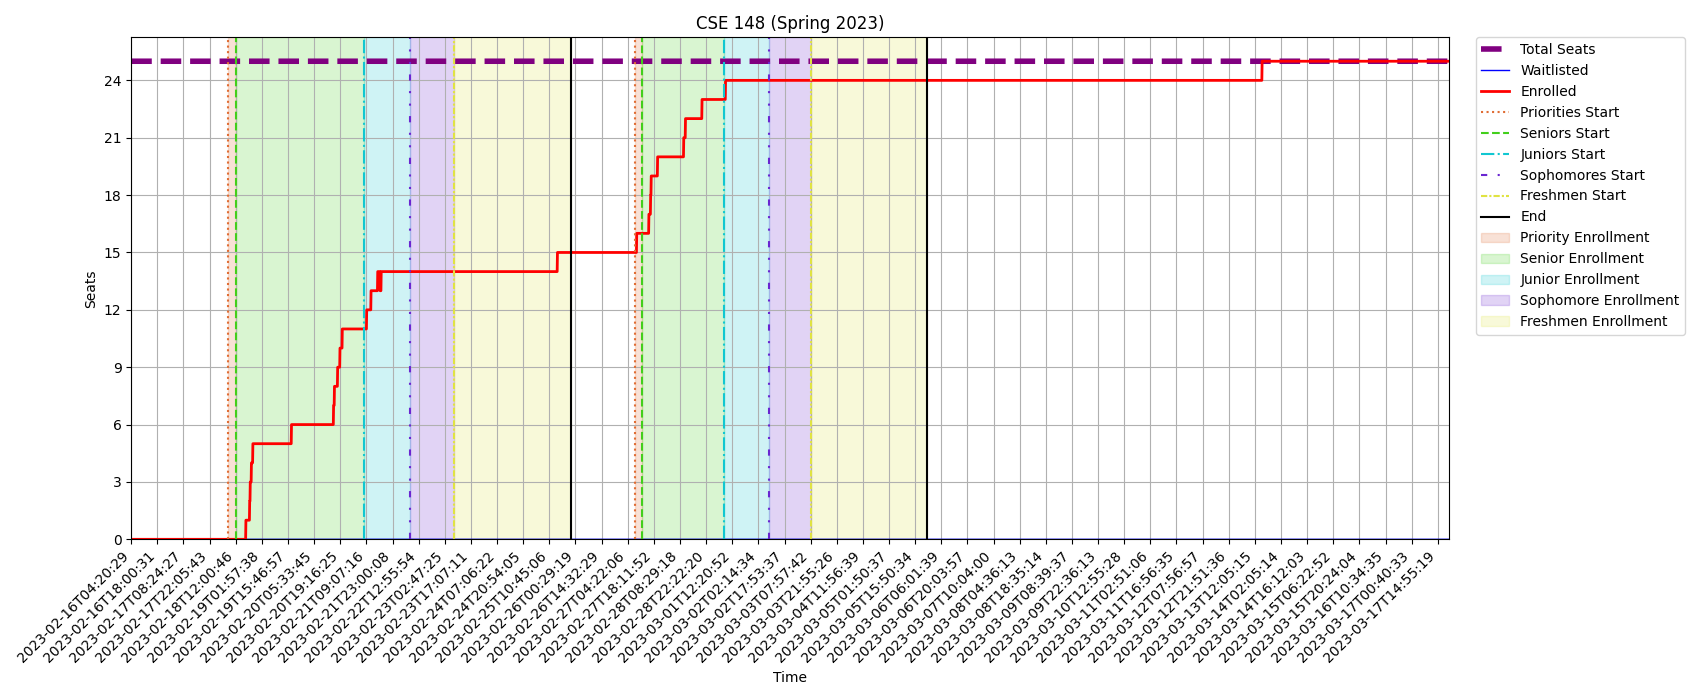 CSE 148 (Spring 2023)
Total Seats
Waitlisted
Enrolled
Priorities Start
Seniors Start
Juniors Start
Sophomores Start
Freshmen Start
End
Priority Enrollment
Senior Enrollment
Junior Enrollment
Sophomore Enrollment
Freshmen Enrollment
Seats
24
21
18
15
12
9
6
3
0
2023-02-16T04:20:29
2023-02-16T18:00:31
2023-02-17T08:24:27
2023-02-17T22:05:43
2023-02-18T12:00:46
2023-02-19T01:57:38
2023-02-19T15:46:57
2023-02-20T05:33:45
2023-02-20T19:16:25
2023-02-21T09:07:16
2023-02-21T23:00:08
2023-02-22T12:55:54
2023-02-23T02:47:25
2023-02-23T17:07:11
2023-02-24T07:06:22
2023-02-24T20:54:05
2023-02-25T10:45:06
2023-02-26T00:29:19
2023-02-26T14:32:29
2023-02-27T04:22:06
2023-02-27T18:11:52
2023-02-28T08:29:18
2023-02-28T22:22:20
2023-03-01T12:20:52
2023-03-02T02:14:34
2023-03-02T17:53:37
2023-03-03T07:57:42
2023-03-03T21:55:26
2023-03-04T11:56:39
2023-03-05T01:50:37
2023-03-05T15:50:34
2023-03-06T06:01:39
2023-03-06T20:03:57
2023-03-07T10:04:00
2023-03-08T04:36:13
2023-03-08T18:35:14
2023-03-09T08:39:37
2023-03-09T22:36:13
2023-03-10T12:55:28
2023-03-11T02:51:06
2023-03-11T16:56:35
2023-03-12T07:56:57
2023-03-12T21:51:36
2023-03-13T12:05:15
2023-03-14T02:05:14
2023-03-14T16:12:03
2023-03-15T06:22:52
2023-03-15T20:24:04
2023-03-16T10:34:35
2023-03-17T00:40:33
2023-03-17T14:55:19
Time